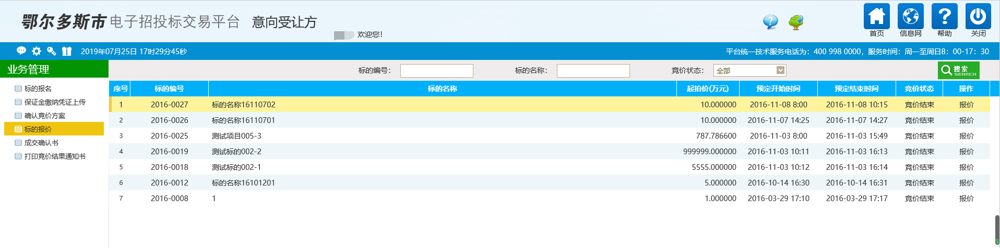 鄂尔多斯市 电子招投标交易平台 意向受让方
欢迎您!
首页 信息网 帮助 关闭
2019年07月25日 17时29分45秒
平台统一技术服务电话为：400 998 0000，服务时间：周一至周日8：00-17：30
业务管理
标的报名
保证金缴纳凭证上传
确认竞价方案
标的报价
成交确认书
打印竞价结果通知书
标的编号： 标的名称： 竞价状态： 全部 搜索 SEARCH
序号 标的编号 标的名称 起拍价(万元) 预定开始时间 预定结束时间 竞价状态 操作
1 2016-0027 标的名称16110702 10.000000 2016-11-08 8:00 2016-11-08 10:15 竞价结束 报价
2 2016-0026 标的名称16110701 10.000000 2016-11-07 14:25 2016-11-07 14:27 竞价结束 报价
3 2016-0025 测试项目005-3 787.786600 2016-11-03 8:00 2016-11-03 15:49 竞价结束 报价
4 2016-0019 测试标的002-2 999999.000000 2016-11-03 10:11 2016-11-03 16:13 竞价结束 报价
5 2016-0018 测试标的002-1 5555.000000 2016-11-03 10:12 2016-11-03 16:14 竞价结束 报价
6 2016-0012 标的名称16101201 5.000000 2016-10-14 16:30 2016-10-14 16:31 竞价结束 报价
7 2016-0008 1 1.000000 2016-03-29 17:10 2016-03-29 17:17 竞价结束 报价